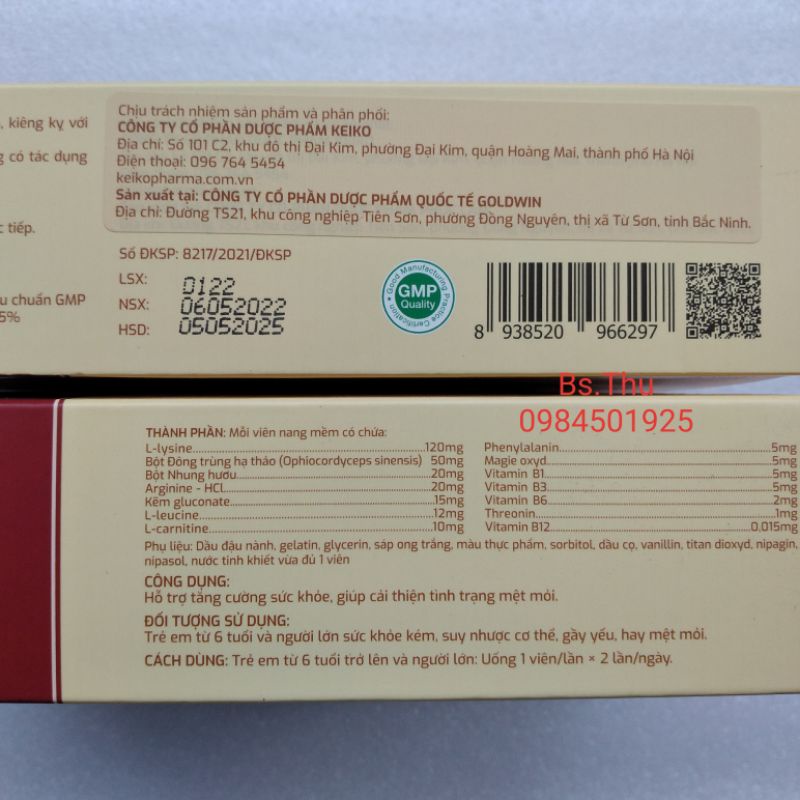 , kiêng kỵ với
g có tác dụng
c tiếp.
u chuẩn GMP
5%
Chịu trách nhiệm sản phẩm và phân phối:
CÔNG TY CỔ PHẦN DƯỢC PHẨM KEIKO
Địa chỉ: Số 101 C2, khu đô thị Đại Kim, phường Đại Kim, quận Hoàng Mai, thành phố Hà Nội
Điện thoại: 096 764 5454
keikopharma.com.vn
Sản xuất tại: CÔNG TY CỔ PHẦN DƯỢC PHẨM QUỐC TẾ GOLDWIN
Địa chỉ: Đường TS21, khu công nghiệp Tiên Sơn, phường Đồng Nguyên, thị xã Từ Sơn, tỉnh Bắc Ninh.
Số ĐKSP: 8217/2021/ĐKSP
LSX: 0122
NSX: 06052022
HSD: 05052025
Good Manufacturing Practice Certification
GMP
Quality
8 938520 966297
Bs.Thu
0984501925
THÀNH PHẦN: Mỗi viên nang mềm có chứa:
L-lysine 120mg
Bột Đông trùng hạ thảo (Ophiocordyceps sinensis) 50mg
Bột Nhung hươu 20mg
Arginine - HCl 20mg
Kẽm gluconate 15mg
L-leucine 12mg
L-carnitine 10mg
Phenylalanin 5mg
Magie oxyd 5mg
Vitamin B1 5mg
Vitamin B3 5mg
Vitamin B6 2mg
Threonin 1mg
Vitamin B12 0,015mg
Phụ liệu: Dầu đậu nành, gelatin, glycerin, sáp ong trắng, màu thực phẩm, sorbitol, dầu cọ, vanillin, titan dioxyd, nipagin,
nipasol, nước tinh khiết vừa đủ 1 viên
CÔNG DỤNG:
Hỗ trợ tăng cường sức khỏe, giúp cải thiện tình trạng mệt mỏi.
ĐỐI TƯỢNG SỬ DỤNG:
Trẻ em từ 6 tuổi và người lớn sức khỏe kém, suy nhược cơ thể, gầy yếu, hay mệt mỏi.
CÁCH DÙNG: Trẻ em từ 6 tuổi trở lên và người lớn: Uống 1 viên/lần × 2 lần/ngày.